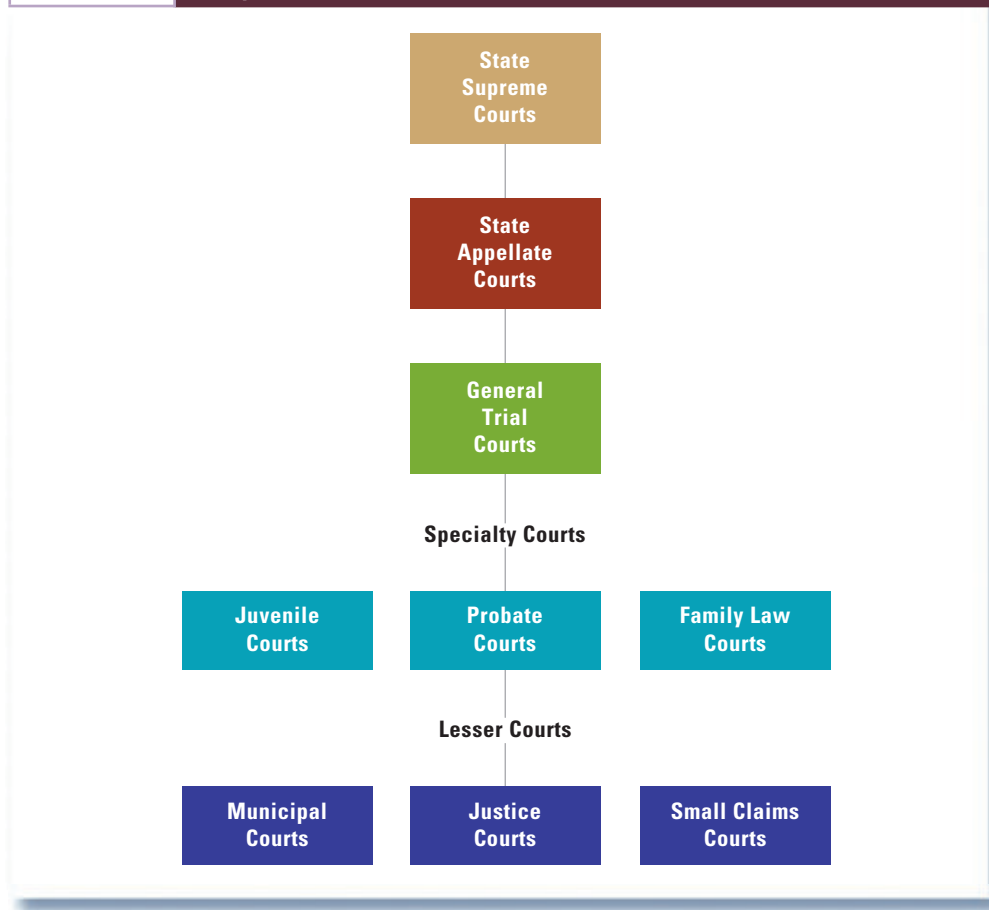 State
Supreme
Courts
State
Appellate
Courts
General
Trial
Courts
Specialty Courts
Juvenile
Courts
Probate
Courts
Family Law
Courts
Lesser Courts
Municipal
Courts
Justice
Courts
Small Claims
Courts